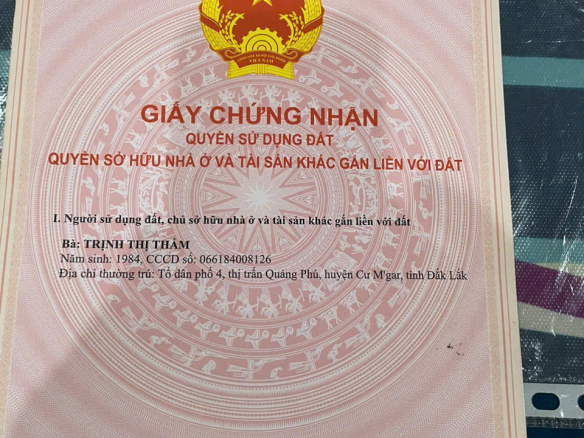 VIỆT NAM
GIẤY CHỨNG NHẬN
QUYỀN SỬ DỤNG ĐẤT
QUYỀN SỞ HỮU NHÀ Ở VÀ TÀI SẢN KHÁC GẮN LIỀN VỚI ĐẤT
I. Người sử dụng đất, chủ sở hữu nhà ở và tài sản khác gắn liền với đất
Bà: TRỊNH THỊ THẮM
Năm sinh: 1984, CCCD số: 066184008126
Địa chỉ thường trú: Tổ dân phố 4, thị trấn Quảng Phú, huyện Cư M'gar, tỉnh Đắk Lắk